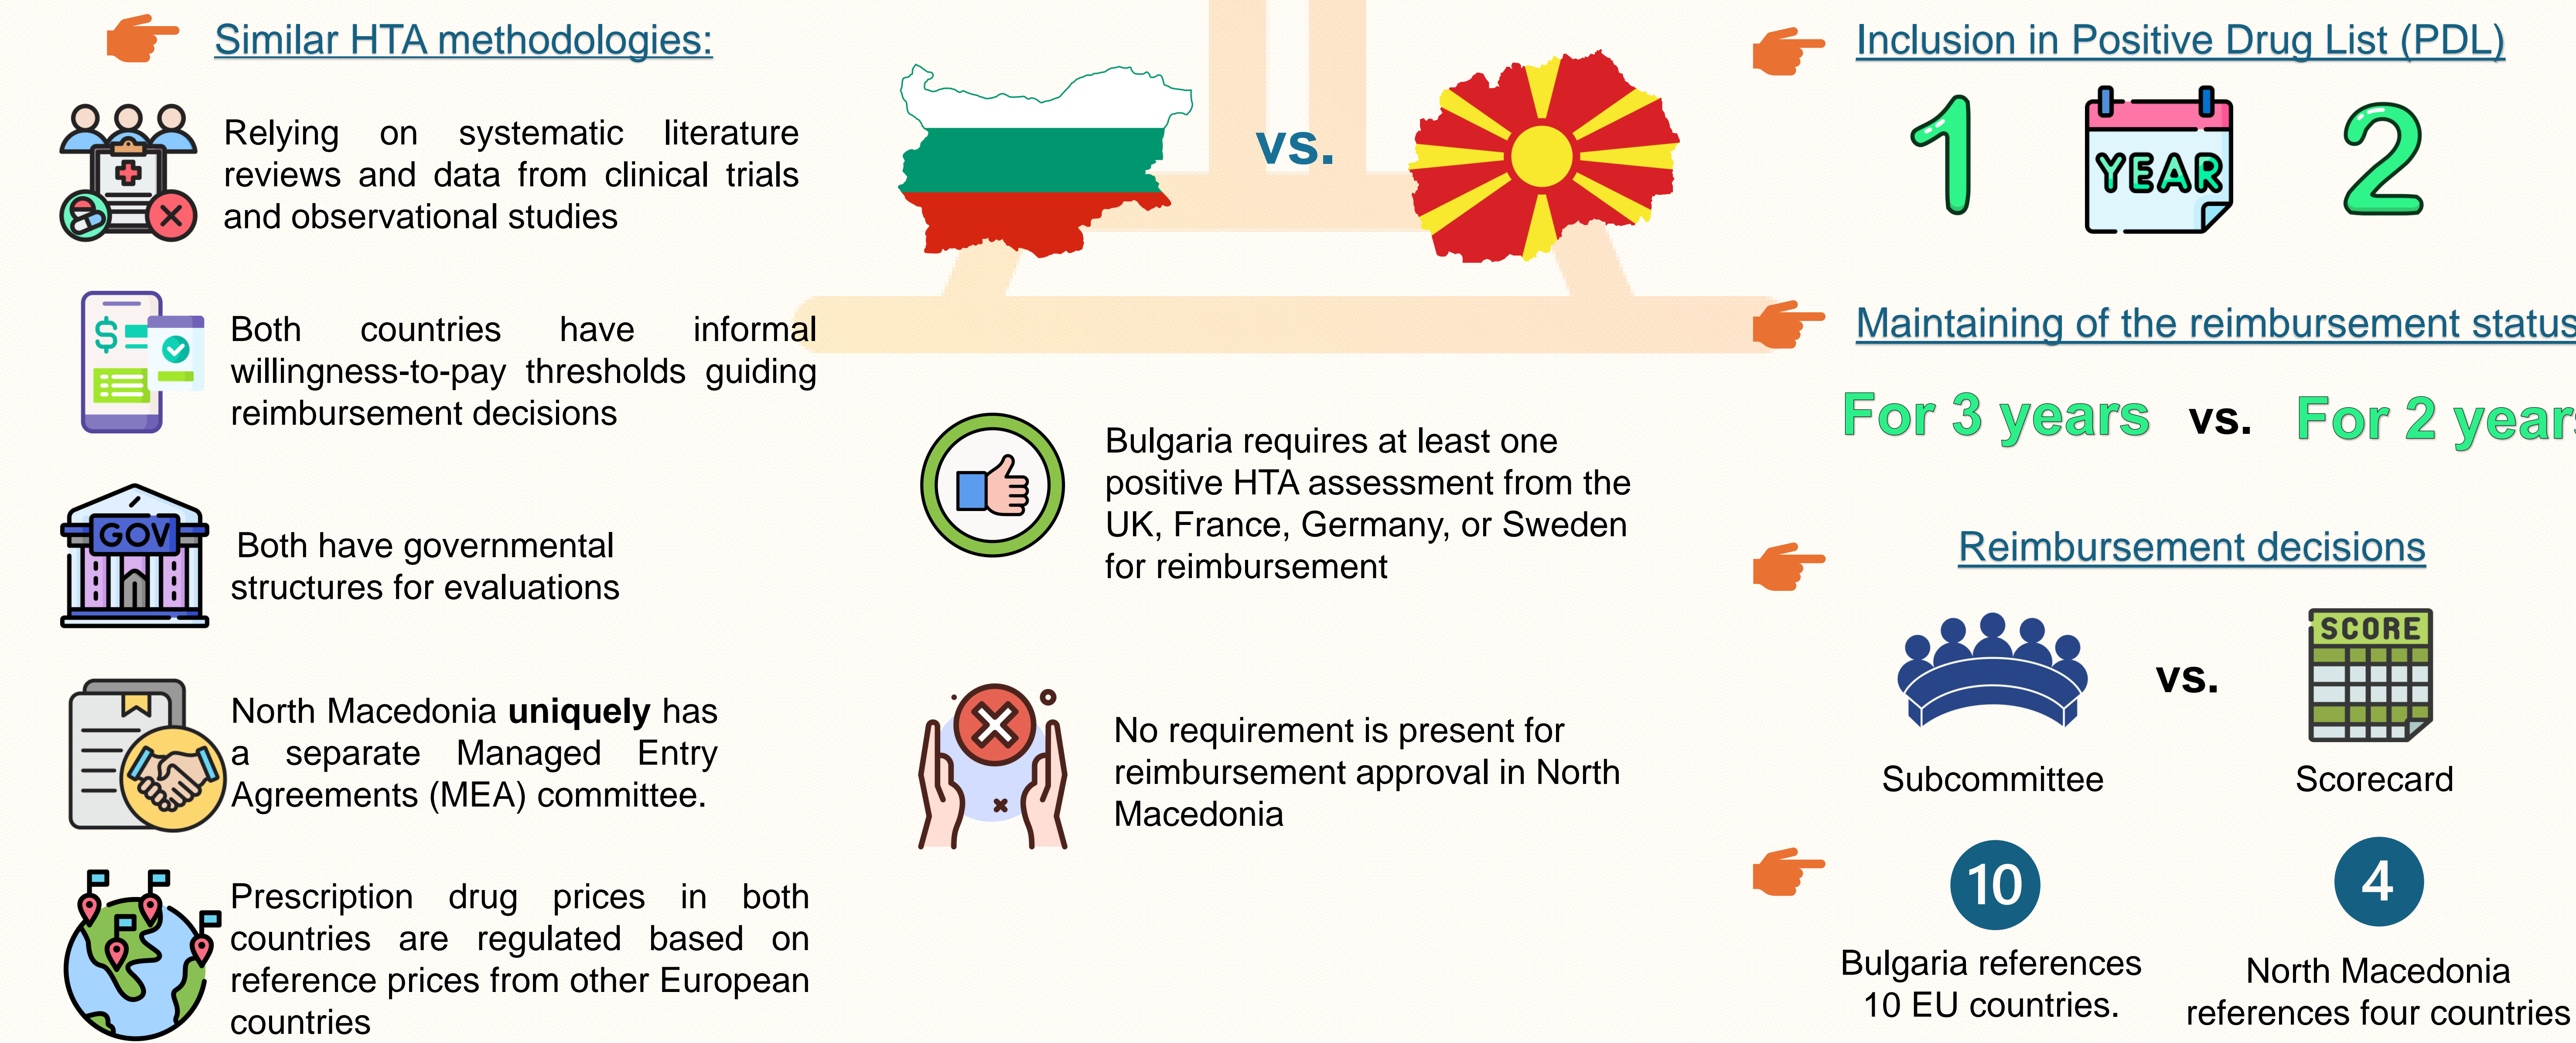 Similar HTA methodologies:
Relying on systematic literature
reviews and data from clinical trials
and observational studies
Both countries have informal
willingness-to-pay thresholds guiding
reimbursement decisions
GOV
Both have governmental
structures for evaluations
North Macedonia uniquely has
a separate Managed Entry
Agreements (MEA) committee.
Prescription drug prices in both
countries are regulated based on
reference prices from other European
countries
vs.
Bulgaria requires at least one
positive HTA assessment from the
UK, France, Germany, or Sweden
for reimbursement
No requirement is present for
reimbursement approval in North
Macedonia
Inclusion in Positive Drug List (PDL)
1 YEAR 2
Maintaining of the reimbursement status
For 3 years vs. For 2 years
Reimbursement decisions
SCORE
vs.
Subcommittee
Scorecard
10
Bulgaria references
10 EU countries.
4
North Macedonia
references four countries